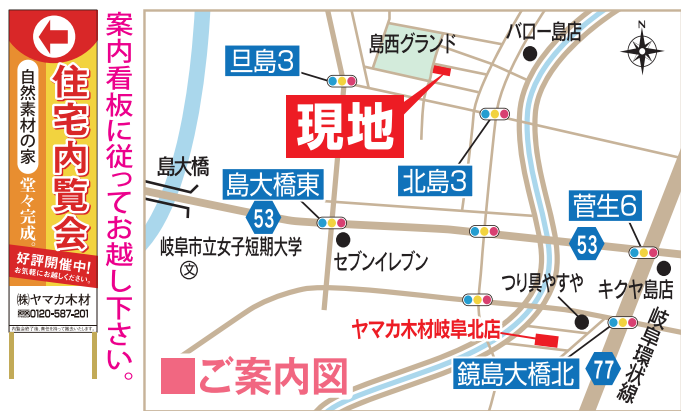 住宅内覧会
自然素材の家
堂々完成。
好評開催中!
お気軽にお越しください。
㈱ヤマカ木材
0120-587-201
案内看板に従ってお越し下さい。
島西グランド
バロー島店
N
旦島3
現地
北島3
島大橋
島大橋東
53
菅生6
53
岐阜市立女子短期大学
文
セブンイレブン
つり具やすや
キクヤ島店
ヤマカ木材岐阜北店
岐阜環状線
鏡島大橋北
77
■ご案内図